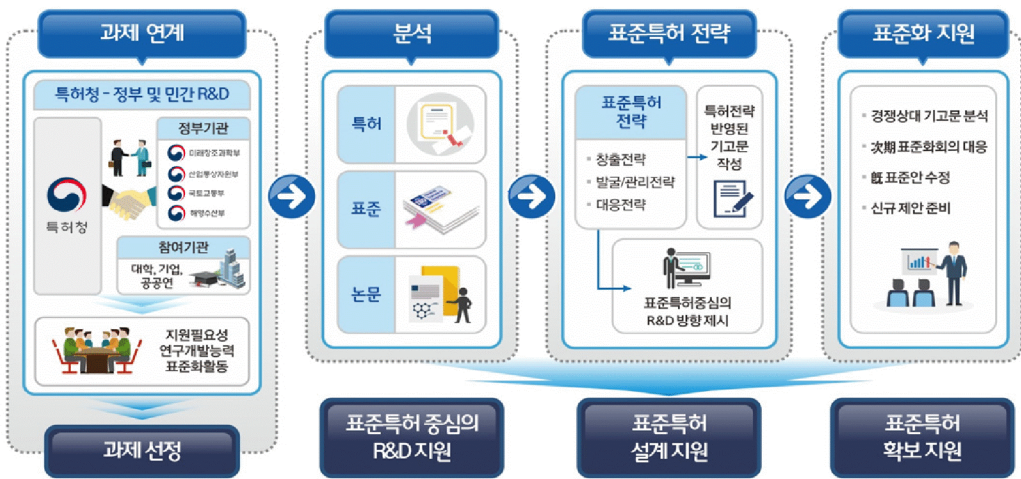 과제 연계
특허청 - 정부 및 민간 R&D
특허청
정부기관
미래창조과학부
산업통상자원부
국토교통부
해양수산부
참여기관
대학, 기업,
공공연
지원필요성
연구개발능력
표준화활동
과제 선정
분석
특허
표준
논문
표준특허 전략
표준특허
전략
창출전략
발굴/관리전략
대응전략
특허전략
반영된
기고문
작성
표준특허중심의
R&D 방향 제시
표준화 지원
경쟁상대 기고문 분석
次期 표준화회의 대응
旣 표준안 수정
신규 제안 준비
표준특허 중심의
R&D 지원
표준특허
설계 지원
표준특허
확보 지원